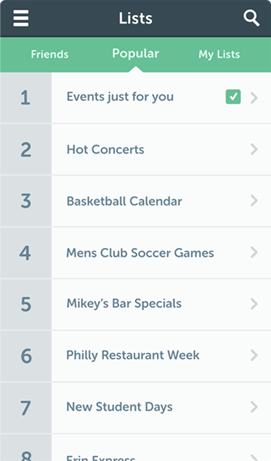 Lists
Friends
Popular
My Lists
1 Events just for you
2 Hot Concerts
3 Basketball Calendar
4 Mens Club Soccer Games
5 Mikey's Bar Specials
6 Philly Restaurant Week
7 New Student Days
8 Erin Express